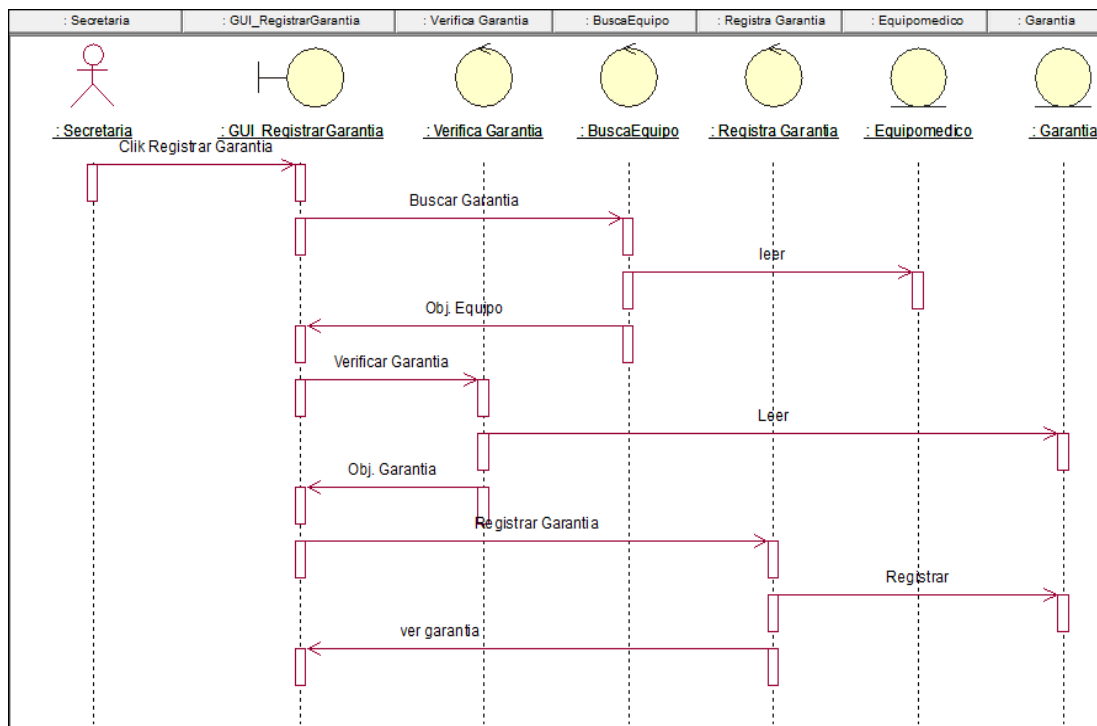 : Secretaria : GUI_RegistrarGarantia : Verifica Garantia : BuscaEquipo : Registra Garantia : Equipomedico : Garantia
: Secretaria : GUI_RegistrarGarantia : Verifica Garantia : BuscaEquipo : Registra Garantia : Equipomedico : Garantia
Clik Registrar Garantia
Buscar Garantia
leer
Obj. Equipo
Verificar Garantia
Leer
Obj. Garantia
Registrar Garantia
Registrar
ver garantia